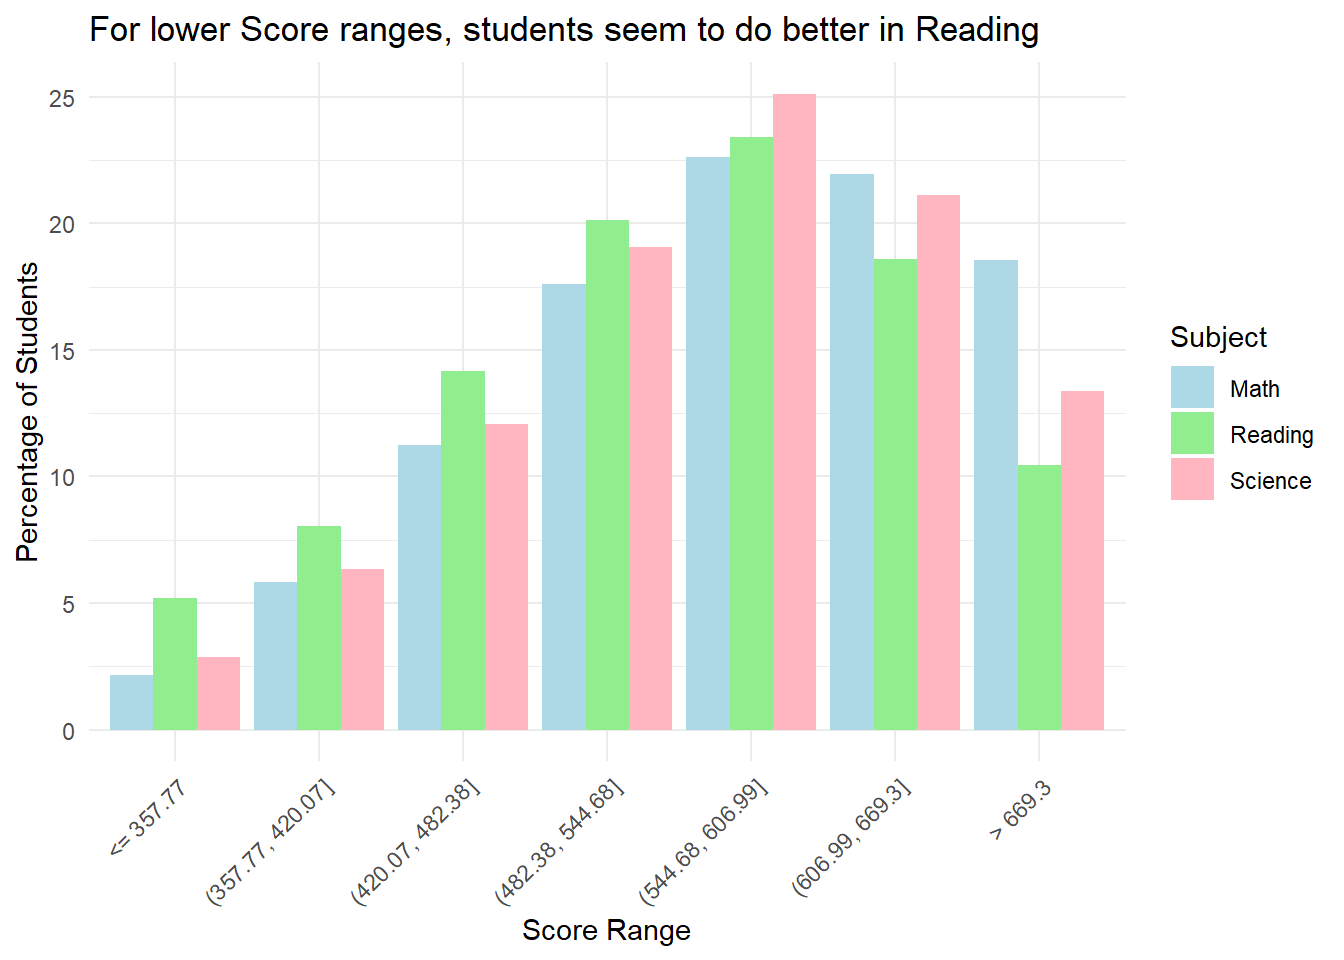 For lower Score ranges, students seem to do better in Reading
Percentage of Students
25
20
15
10
5
0
<= 357.77
(357.77, 420.07]
(420.07, 482.38]
(482.38, 544.68]
(544.68, 606.99]
(606.99, 669.3]
> 669.3
Score Range
Subject
Math
Reading
Science